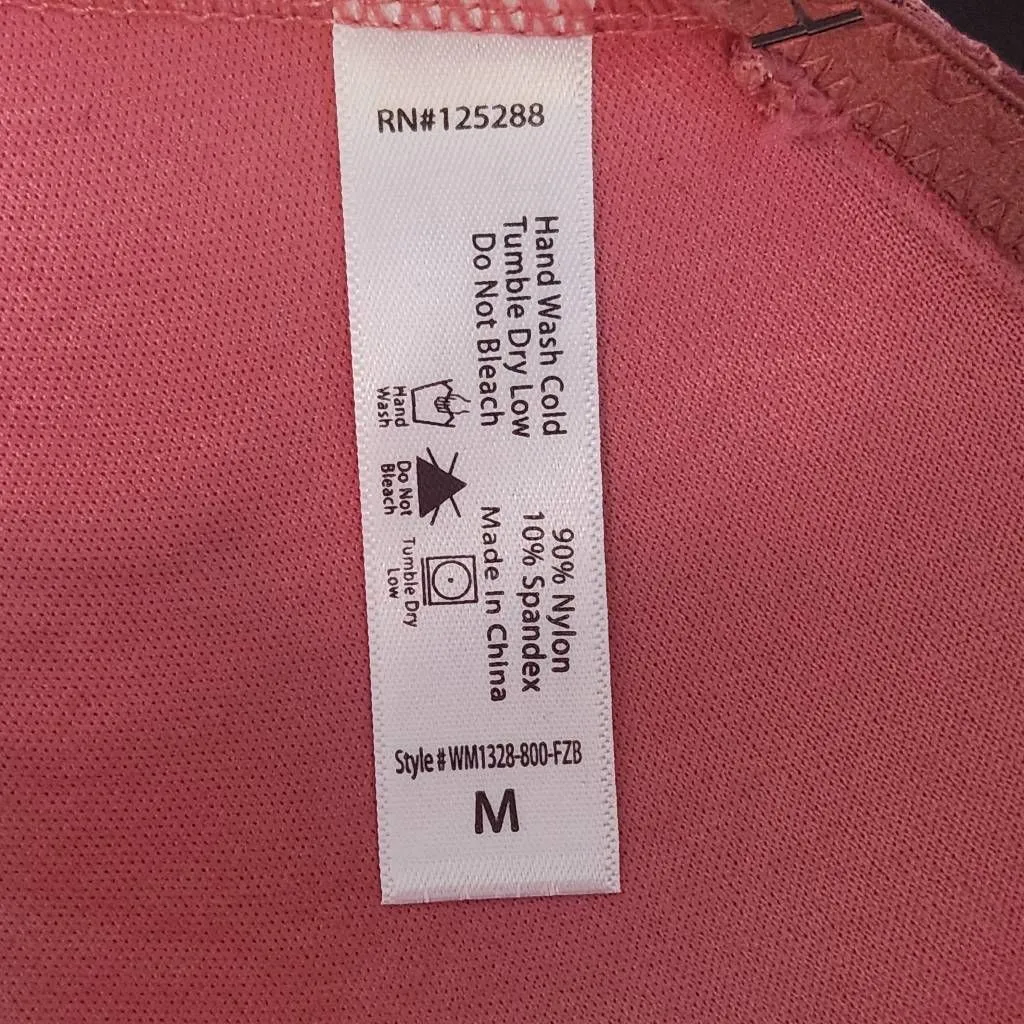 RN#125288
Hand Wash Cold
Tumble Dry Low
Do Not Bleach
Hand
Wash
Do Not
Bleach
Tumble Dry
Low
90% Nylon
10% Spandex
Made In China
Style # WM1328-800-FZB
M